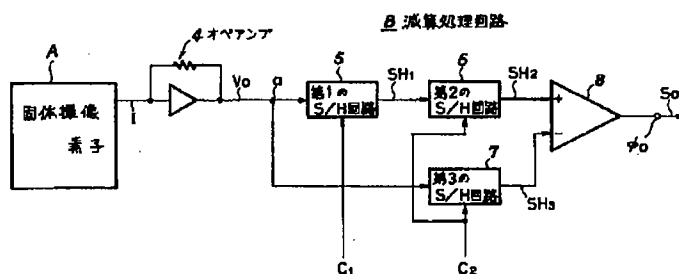 B 減算処理回路
A
4 オペアンプ
5
6
固体撮像
素子
i
Vo
a
第1の
S/H回路
SH₁
第2の
S/H回路
SH₂
8
+
−
φo
So
7
第3の
S/H回路
SH₃
C₁
C₂